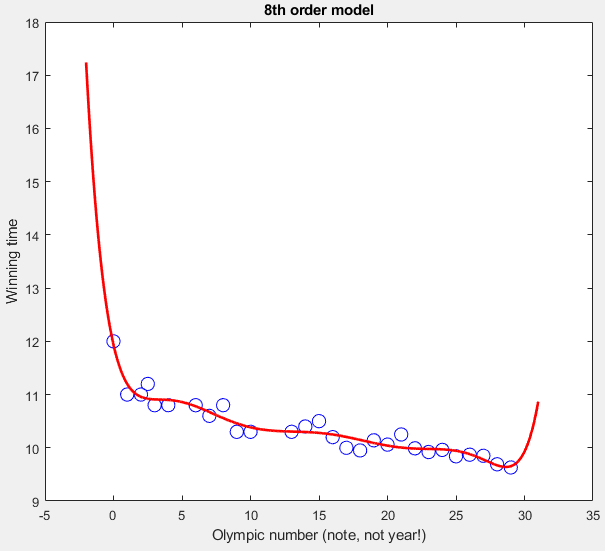 8th order model
18
17
16
15
14
13
12
11
10
9
Winning time
-5 0 5 10 15 20 25 30 35
Olympic number (note, not year!)